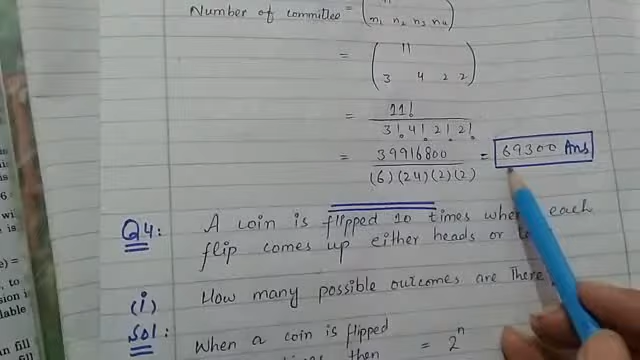 Number of committee = ( n
n1 n2 n3 n4 )
= ( 11
3 4 2 2 )
= 11!
3! 4! 2! 2!
= 39916800 = 69300 Ans
(6)(24)(2)(2)
Q4: A coin is flipped 10 times where each
flip comes up either heads or
(i) How many possible outcomes are there
Sol: When a coin is flipped
then = 2^n